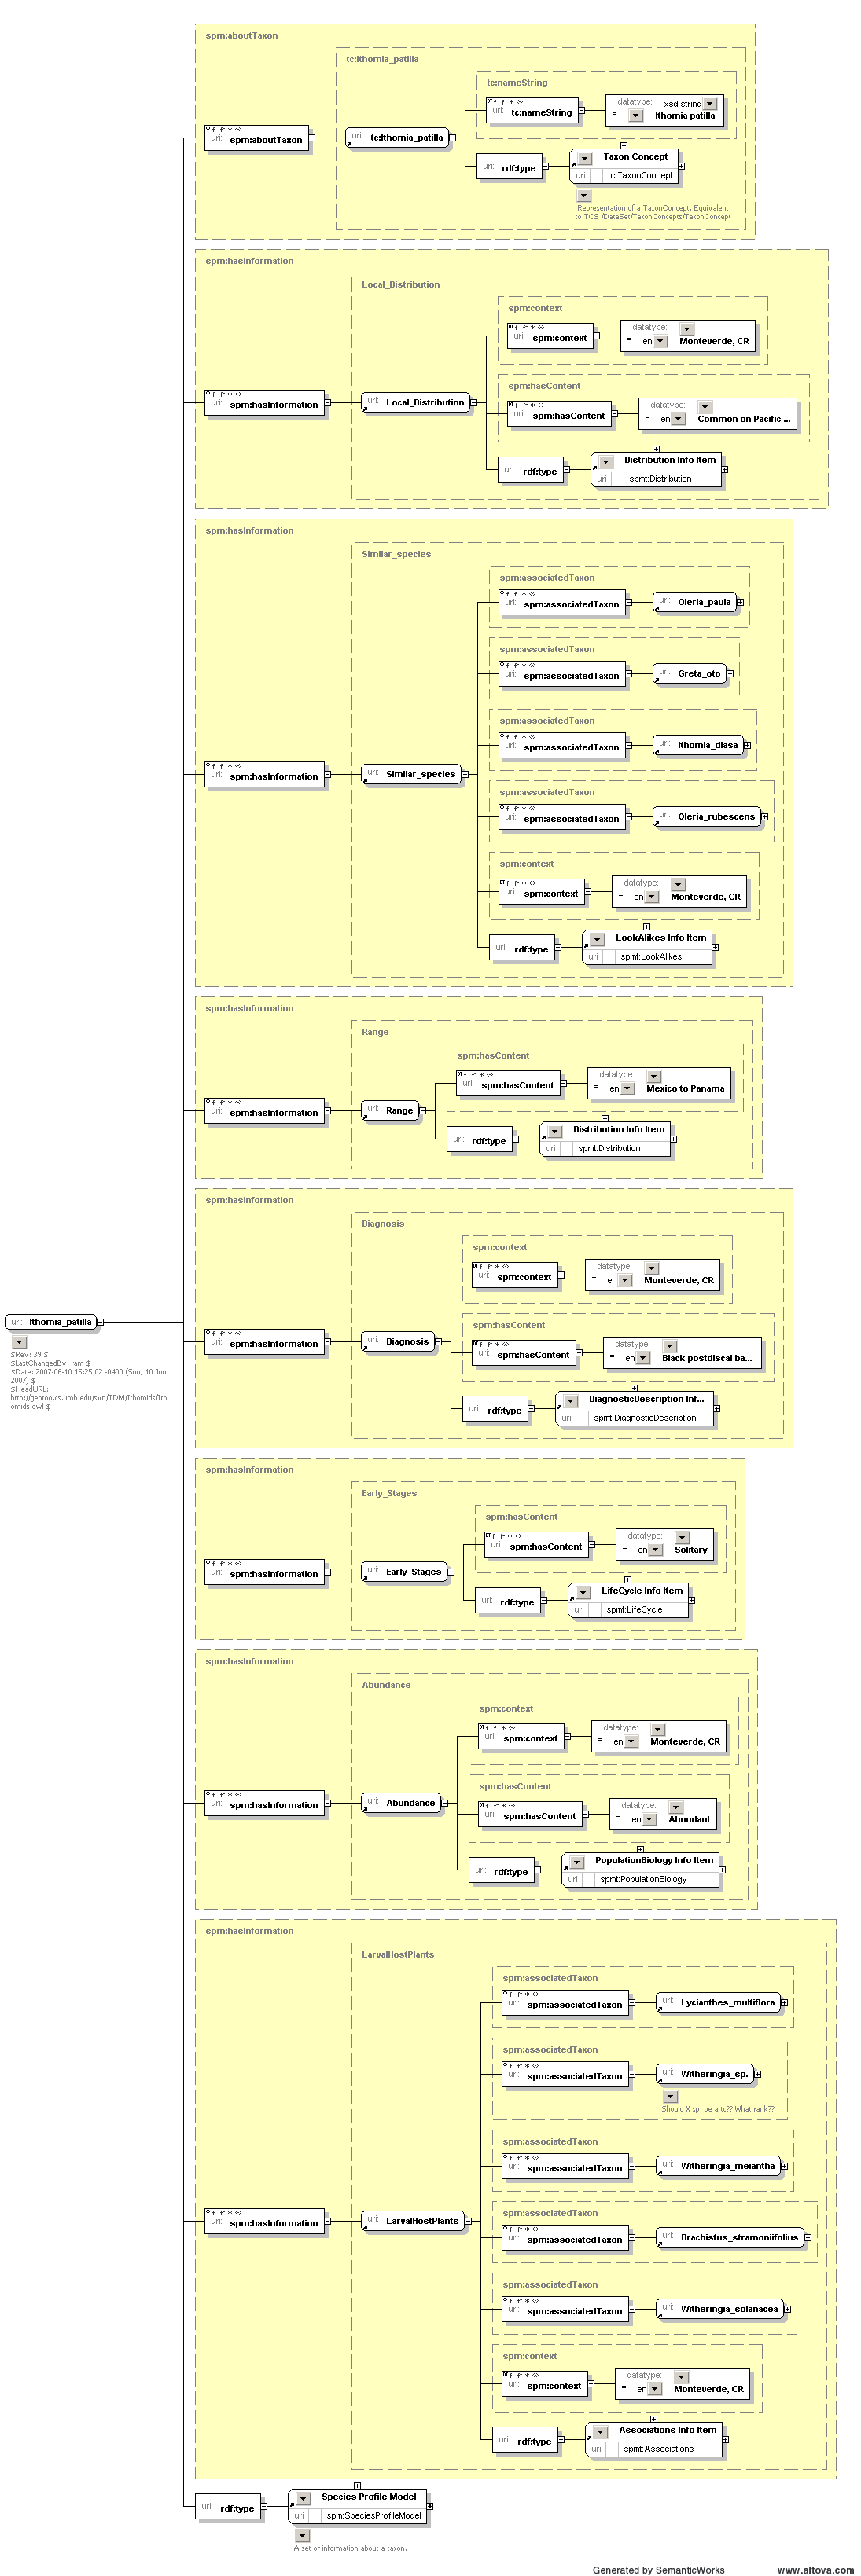 spm:aboutTaxon
tc:Ithomia_patilla
tc:nameString
uri: tc:nameString
datatype: xsd:string
= Ithomia patilla
uri: spm:aboutTaxon
uri: tc:Ithomia_patilla
uri: rdf:type
Taxon Concept
uri tc:TaxonConcept
Representation of a TaxonConcept. Equivalent
to TCS /DataSet/TaxonConcepts/TaxonConcept
spm:hasInformation
Local_Distribution
spm:context
uri: spm:context
datatype:
= en Monteverde, CR
spm:hasContent
uri: spm:hasInformation
uri: Local_Distribution
uri: spm:hasContent
datatype:
= en Common on Pacific ...
uri: rdf:type
Distribution Info Item
uri spmt:Distribution
spm:hasInformation
Similar_species
spm:associatedTaxon
uri: spm:associatedTaxon
uri: Oleria_paula
spm:associatedTaxon
uri: spm:associatedTaxon
uri: Greta_oto
spm:associatedTaxon
uri: spm:associatedTaxon
uri: Ithomia_diasa
uri: spm:hasInformation
uri: Similar_species
spm:associatedTaxon
uri: spm:associatedTaxon
uri: Oleria_rubescens
spm:context
uri: spm:context
datatype:
= en Monteverde, CR
uri: rdf:type
LookAlikes Info Item
uri spmt:LookAlikes
spm:hasInformation
Range
spm:hasContent
uri: spm:hasContent
datatype:
= en Mexico to Panama
uri: spm:hasInformation
uri: Range
uri: rdf:type
Distribution Info Item
uri spmt:Distribution
spm:hasInformation
Diagnosis
spm:context
uri: spm:context
datatype:
= en Monteverde, CR
uri: Ithomia_patilla
$Rev: 39 $
$LastChangedBy: ram $
$Date: 2007-06-10 15:25:02 -0400 (Sun, 10 Jun
2007) $
$HeadURL:
http://gentoo.cs.umb.edu/svn/TDM/Ithomids/Ith
omids.owl $
spm:hasContent
uri: spm:hasInformation
uri: Diagnosis
uri: spm:hasContent
datatype:
= en Black postdiscal ba...
uri: rdf:type
DiagnosticDescription Inf...
uri spmt:DiagnosticDescription
spm:hasInformation
Early_Stages
spm:hasContent
uri: spm:hasContent
datatype:
= en Solitary
uri: spm:hasInformation
uri: Early_Stages
uri: rdf:type
LifeCycle Info Item
uri spmt:LifeCycle
spm:hasInformation
Abundance
spm:context
uri: spm:context
datatype:
= en Monteverde, CR
spm:hasContent
uri: spm:hasInformation
uri: Abundance
uri: spm:hasContent
datatype:
= en Abundant
uri: rdf:type
PopulationBiology Info Item
uri spmt:PopulationBiology
spm:hasInformation
LarvalHostPlants
spm:associatedTaxon
uri: spm:associatedTaxon
uri: Lycianthes_multiflora
spm:associatedTaxon
uri: spm:associatedTaxon
uri: Witheringia_sp.
Should X sp. be a tc?? What rank??
spm:associatedTaxon
uri: spm:associatedTaxon
uri: Witheringia_meiantha
uri: spm:hasInformation
uri: LarvalHostPlants
spm:associatedTaxon
uri: spm:associatedTaxon
uri: Brachistus_stramoniifolius
spm:associatedTaxon
uri: spm:associatedTaxon
uri: Witheringia_solanacea
spm:context
uri: spm:context
datatype:
= en Monteverde, CR
uri: rdf:type
Associations Info Item
uri spmt:Associations
uri: rdf:type
Species Profile Model
uri spm:SpeciesProfileModel
A set of information about a taxon.
Generated by SemanticWorks www.altova.com